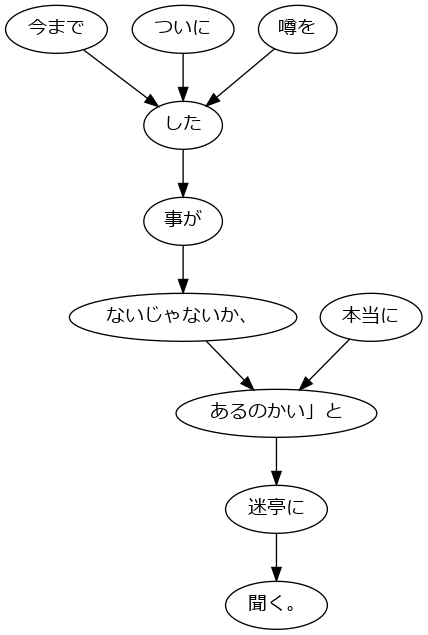 今まで
ついに
噂を
した
事が
ないじゃないか、
本当に
あるのかい」と
迷亭に
聞く。